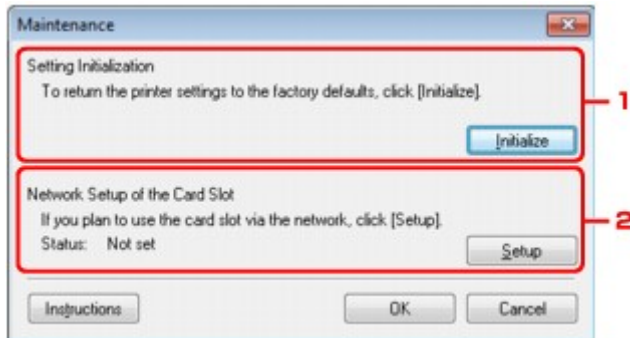 Maintenance
Setting Initialization
To return the printer settings to the factory defaults, click [Initialize].
1
Initialize
Network Setup of the Card Slot
If you plan to use the card slot via the network, click [Setup].
2
Status: Not set
Setup
Instructions OK Cancel